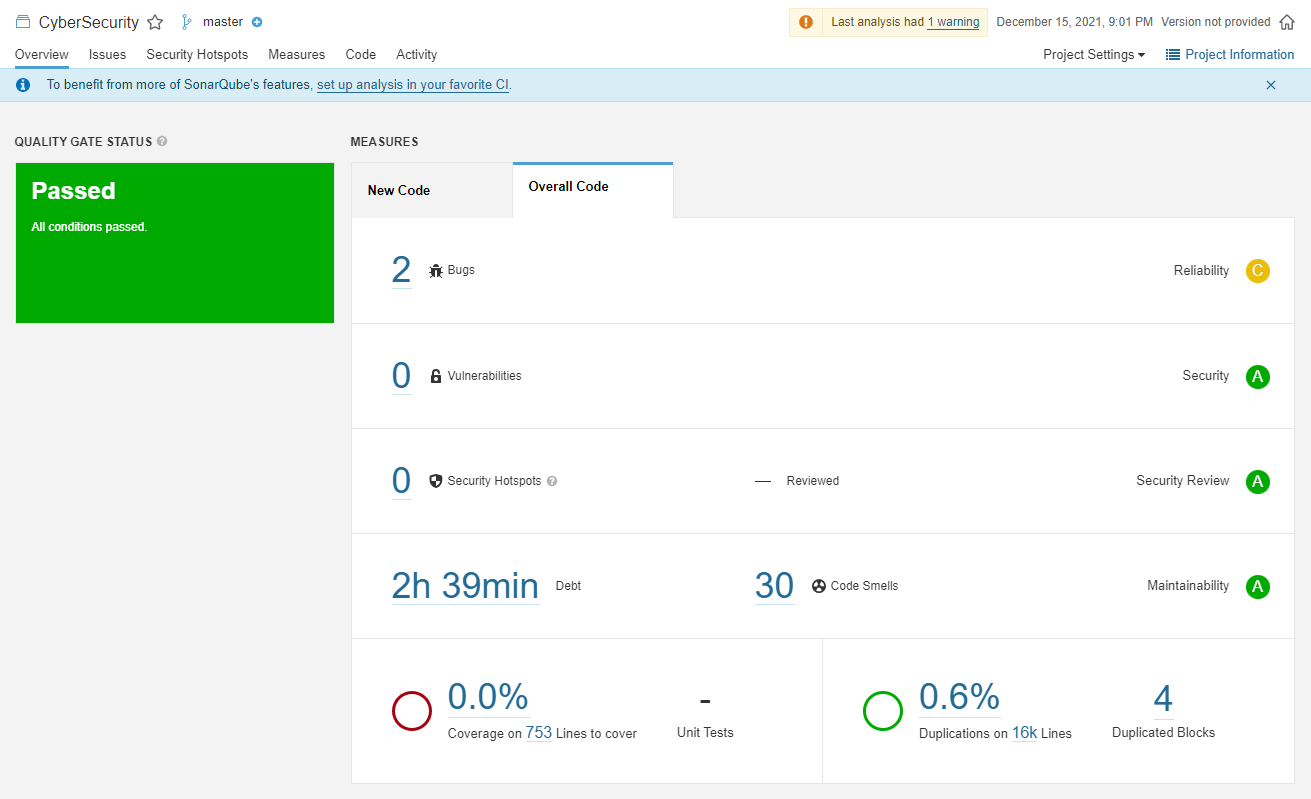 CyberSecurity master Last analysis had 1 warning December 15, 2021, 9:01 PM Version not provided
Overview Issues Security Hotspots Measures Code Activity Project Settings Project Information
To benefit from more of SonarQube's features, set up analysis in your favorite CI.
QUALITY GATE STATUS ?
Passed
All conditions passed.
MEASURES
New Code Overall Code
2 Bugs Reliability C
0 Vulnerabilities Security A
0 Security Hotspots ? — Reviewed Security Review A
2h 39min Debt 30 Code Smells Maintainability A
0.0% - 0.6% 4
Coverage on 753 Lines to cover Unit Tests Duplications on 16k Lines Duplicated Blocks